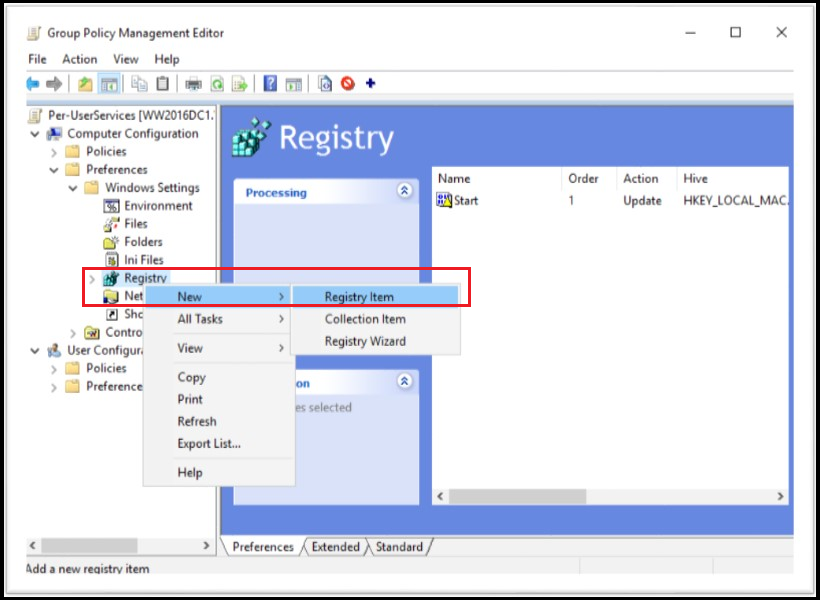 Group Policy Management Editor
File Action View Help
Per-UserServices [WW2016DC1.
Computer Configuration
Policies
Preferences
Windows Settings
Environment
Files
Folders
Ini Files
Registry
Net
Sho
Contro
User Configura
Policies
Preference
New
All Tasks
View
Copy
Print
Refresh
Export List...
Help
Registry Item
Collection Item
Registry Wizard
Registry
Processing
on
es selected
Name Order Action Hive
Start 1 Update HKEY_LOCAL_MAC
Preferences Extended Standard
Add a new registry item